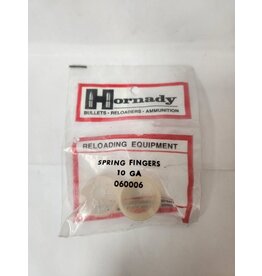 Hornady
BULLETS - RELOADERS - AMMUNITION
RELOADING EQUIPMENT
SPRING FINGERS
10 GA
060006